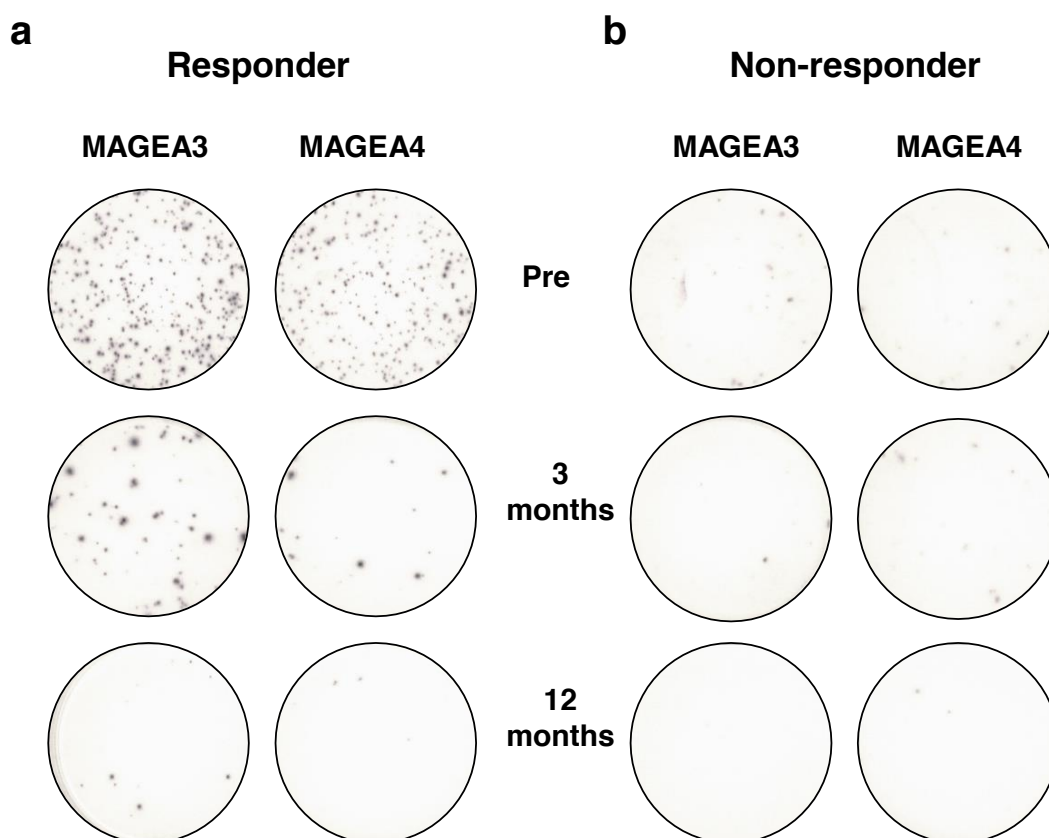 a
b
Responder
Non-responder
MAGEA3
MAGEA4
MAGEA3
MAGEA4
Pre
3
months
12
months